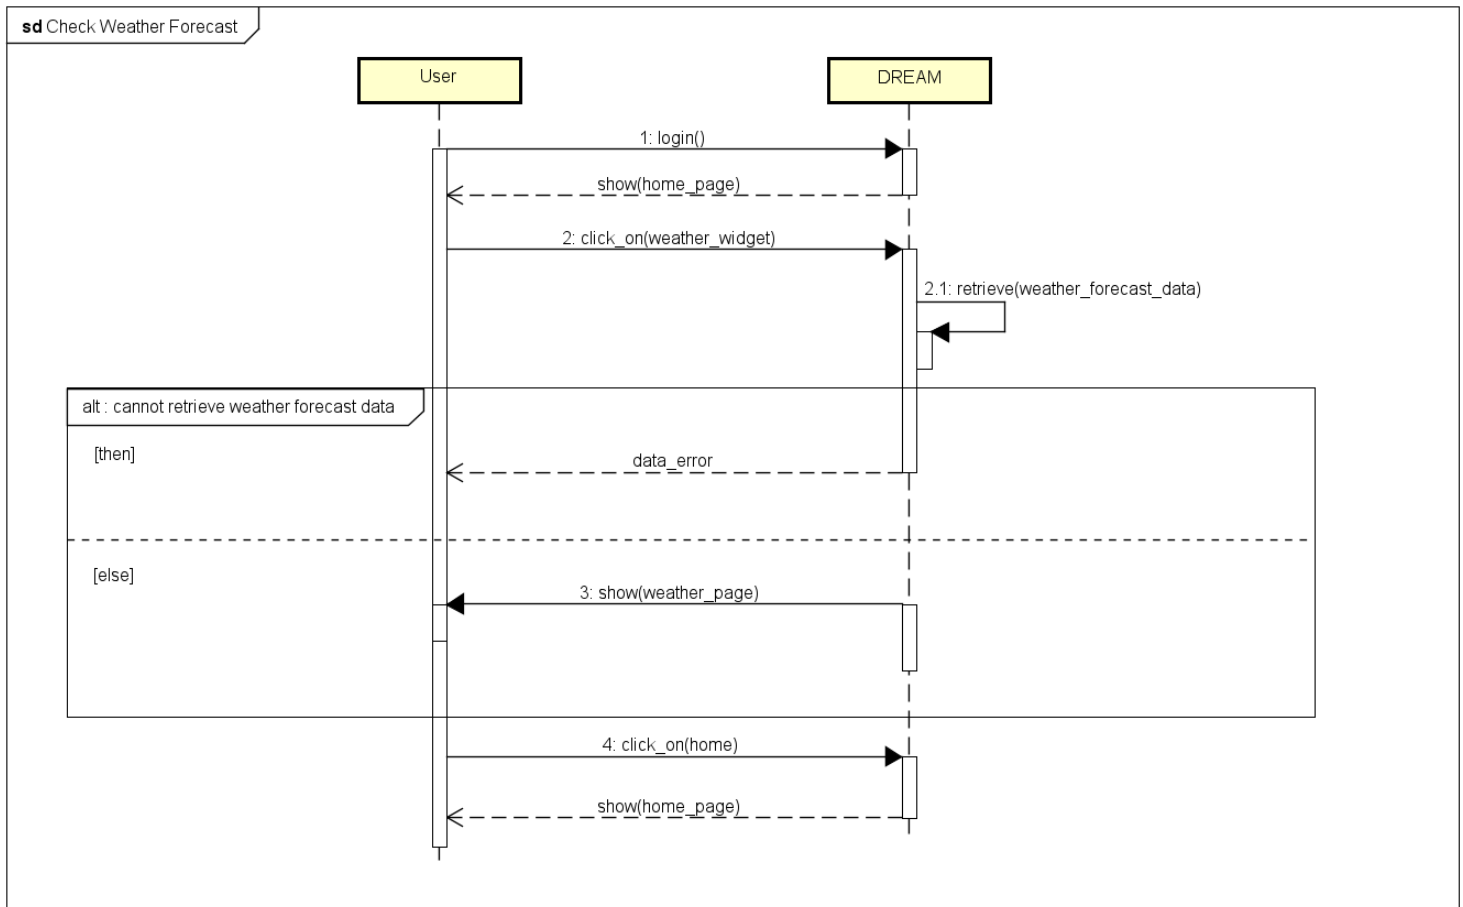 sd Check Weather Forecast
User
DREAM
1: login()
show(home_page)
2: click_on(weather_widget)
2.1: retrieve(weather_forecast_data)
alt : cannot retrieve weather forecast data
[then]
data_error
[else]
3: show(weather_page)
4: click_on(home)
show(home_page)